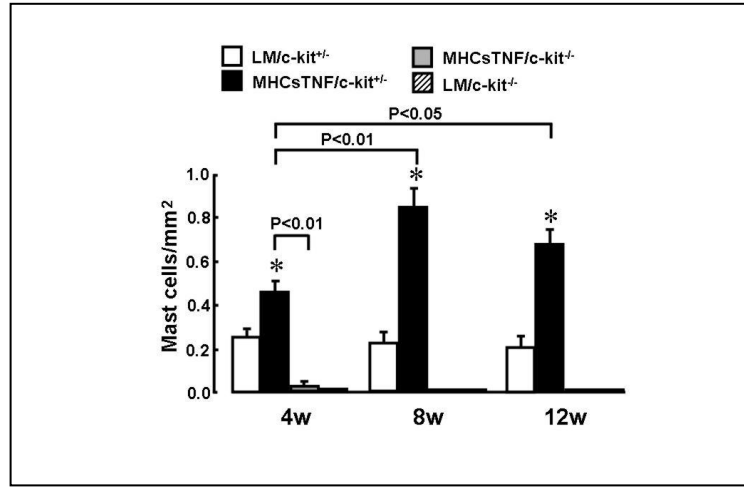 LM/c-kit+/- MHCsTNF/c-kit-/-
MHCsTNF/c-kit+/- LM/c-kit-/-
P<0.05
P<0.01
P<0.01
* * *
Mast cells/mm²
1.0
0.8
0.6
0.4
0.2
0.0
4w 8w 12w